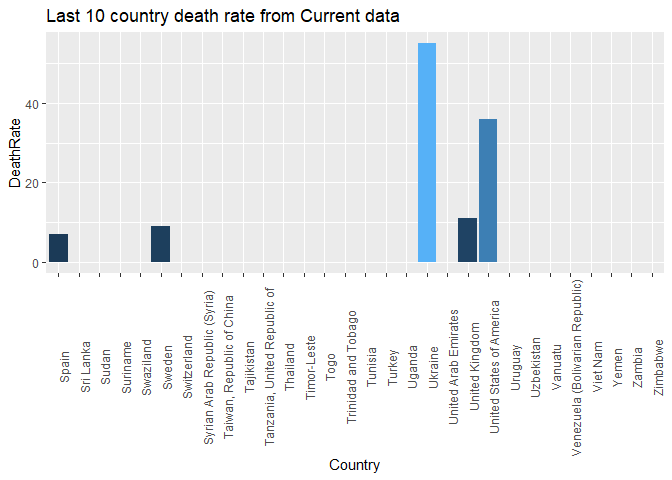 Last 10 country death rate from Current data
DeathRate
40
20
0
Spain
Sri Lanka
Sudan
Suriname
Swaziland
Sweden
Switzerland
Syrian Arab Republic (Syria)
Taiwan, Republic of China
Tajikistan
Tanzania, United Republic of
Thailand
Timor-Leste
Togo
Trinidad and Tobago
Tunisia
Turkey
Uganda
Ukraine
United Arab Emirates
United Kingdom
United States of America
Uruguay
Uzbekistan
Vanuatu
Venezuela (Bolivarian Republic)
Viet Nam
Yemen
Zambia
Zimbabwe
Country